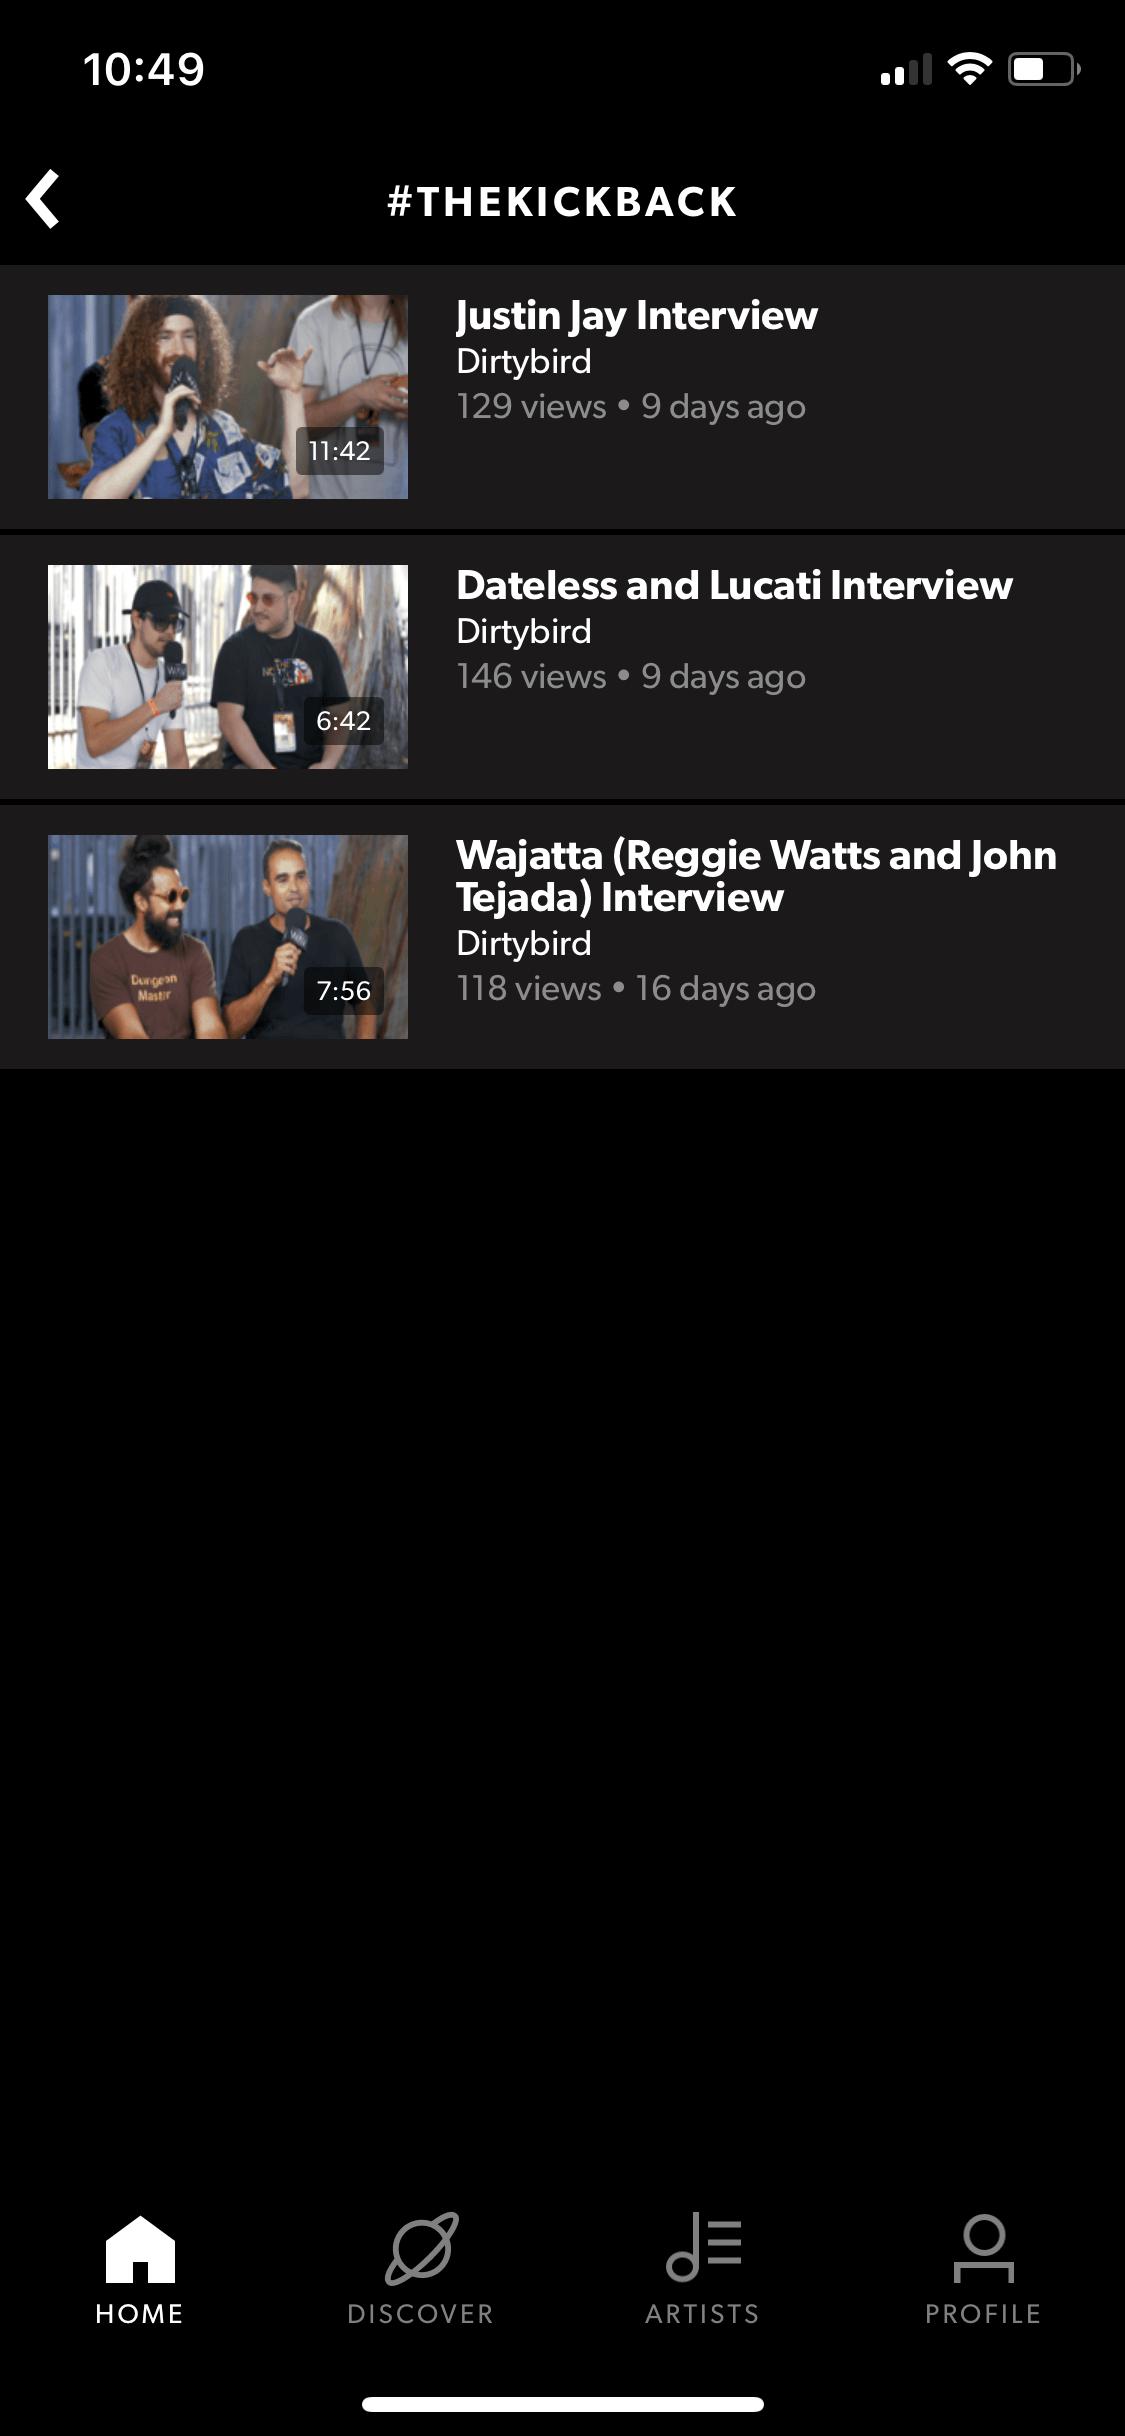 10:49
#THEKICKBACK
Justin Jay Interview
Dirtybird
129 views • 9 days ago
11:42
Dateless and Lucati Interview
Dirtybird
146 views • 9 days ago
6:42
Wajatta (Reggie Watts and John
Tejada) Interview
Dirtybird
118 views • 16 days ago
Dungeon
Master
7:56
HOME
DISCOVER
ARTISTS
PROFILE